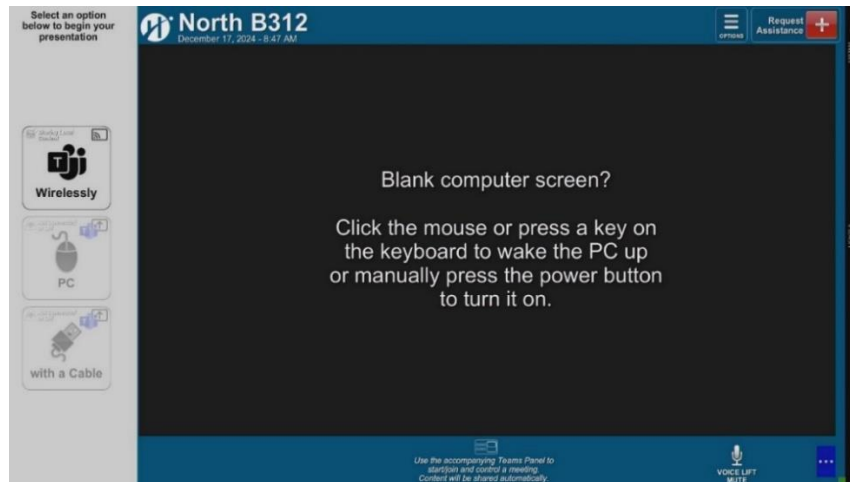 Select an option
below to begin your
presentation
North B312
December 17, 2024 - 8:47 AM
OPTIONS
Request
Assistance
Wirelessly
PC
with a Cable
Blank computer screen?
Click the mouse or press a key on
the keyboard to wake the PC up
or manually press the power button
to turn it on.
Use the accompanying Teams Panel to
start/join and control a meeting.
Content will be shared automatically.
VOICE LIFT
MUTE